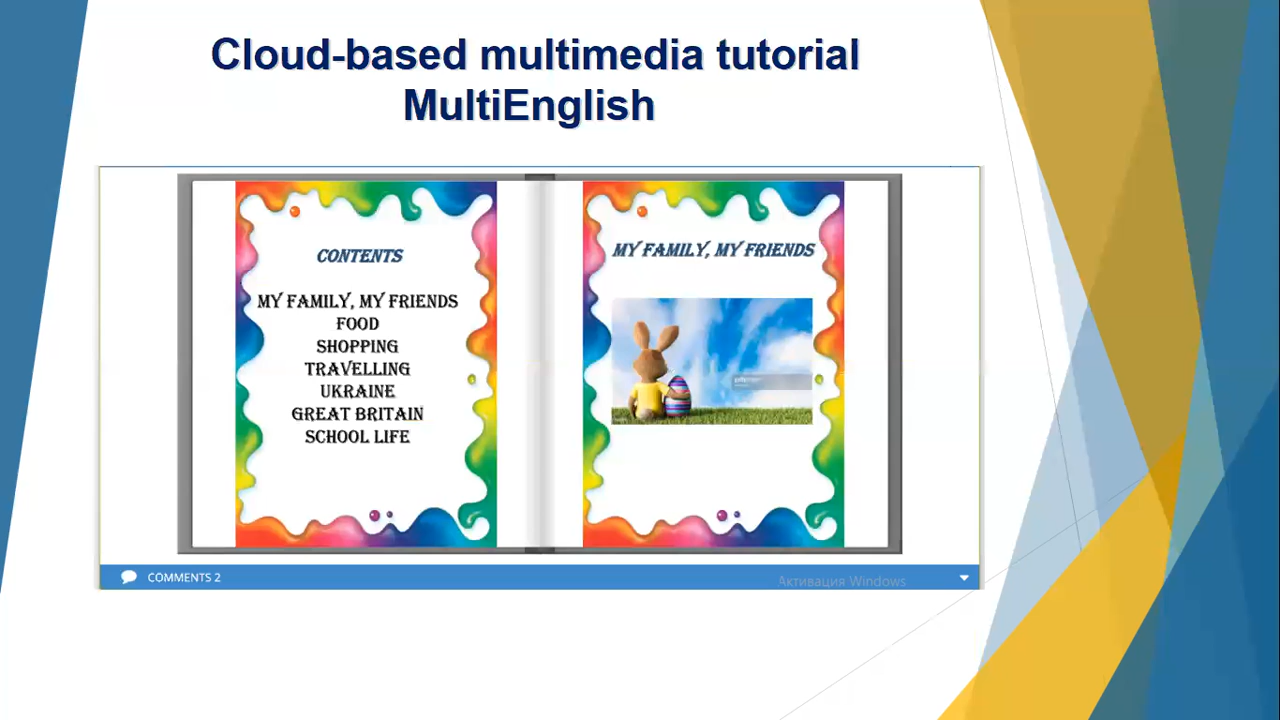 Cloud-based multimedia tutorial
MultiEnglish
CONTENTS
MY FAMILY, MY FRIENDS
FOOD
SHOPPING
TRAVELLING
UKRAINE
GREAT BRITAIN
SCHOOL LIFE
MY FAMILY, MY FRIENDS
COMMENTS 2
Активация Windows